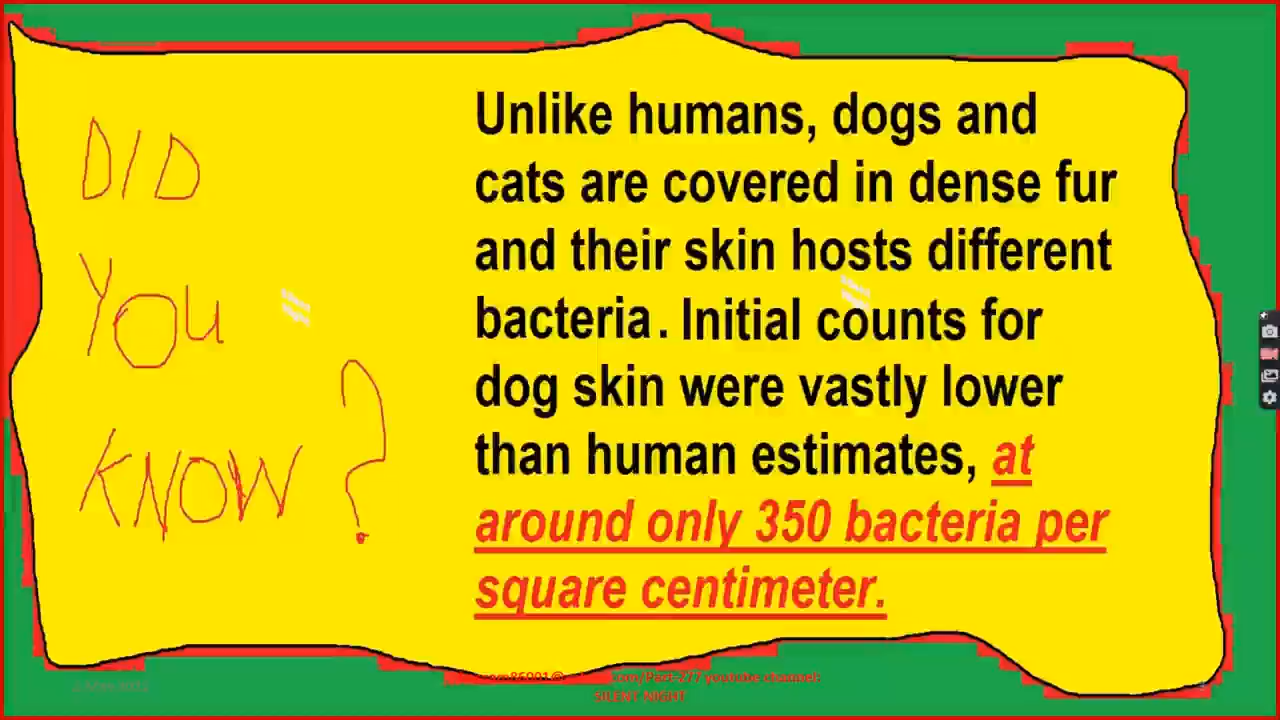 DID
YOU
KNOW?
Unlike humans, dogs and
cats are covered in dense fur
and their skin hosts different
bacteria. Initial counts for
dog skin were vastly lower
than human estimates, at
around only 350 bacteria per
square centimeter.
youtube channel:
SILENT NIGHT